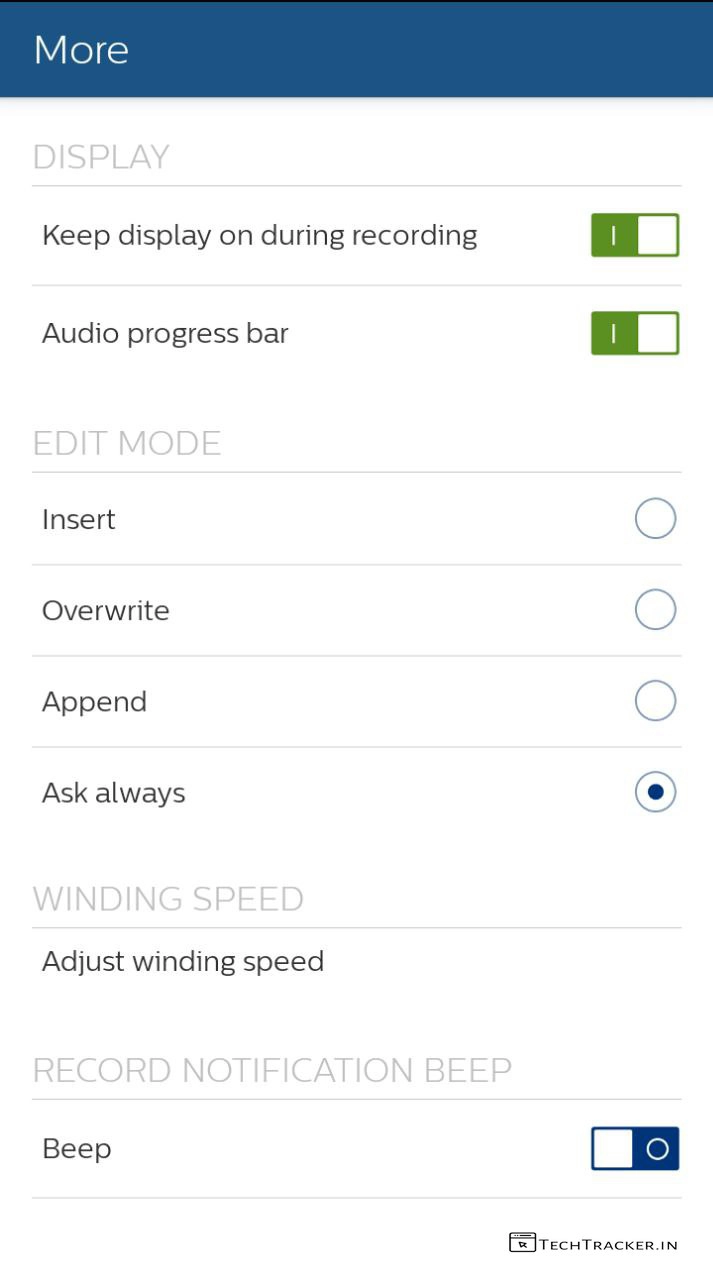 More
DISPLAY
Keep display on during recording
Audio progress bar
EDIT MODE
Insert
Overwrite
Append
Ask always
WINDING SPEED
Adjust winding speed
RECORD NOTIFICATION BEEP
Beep
TECHTRACKER.IN